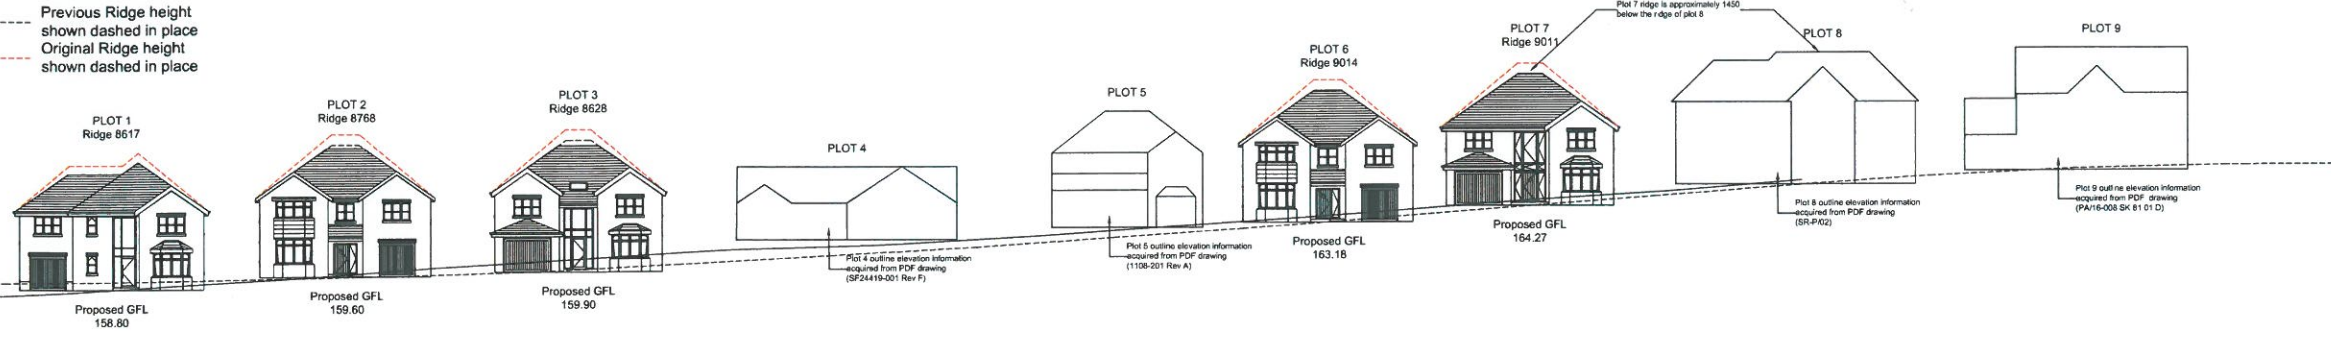 Previous Ridge height
shown dashed in place
Original Ridge height
shown dashed in place
PLOT 1
Ridge 8617
Proposed GFL
158.80
PLOT 2
Ridge 8768
Proposed GFL
159.60
PLOT 3
Ridge 8628
Proposed GFL
159.90
PLOT 4
Plot 4 outline elevation information
acquired from PDF drawing
(SF24419-001 Rev F)
PLOT 5
Plot 5 outline elevation information
acquired from PDF drawing
(1108-201 Rev A)
PLOT 6
Ridge 9014
Proposed GFL
163.18
PLOT 7
Ridge 9011
Proposed GFL
164.27
Plot 7 ridge is approximately 1450
below the ridge of plot 8
PLOT 8
Plot 8 outline elevation information
acquired from PDF drawing
(SR-P/02)
PLOT 9
Plot 9 outline elevation information
acquired from PDF drawing
(PA/16-008 SK 81 01 D)